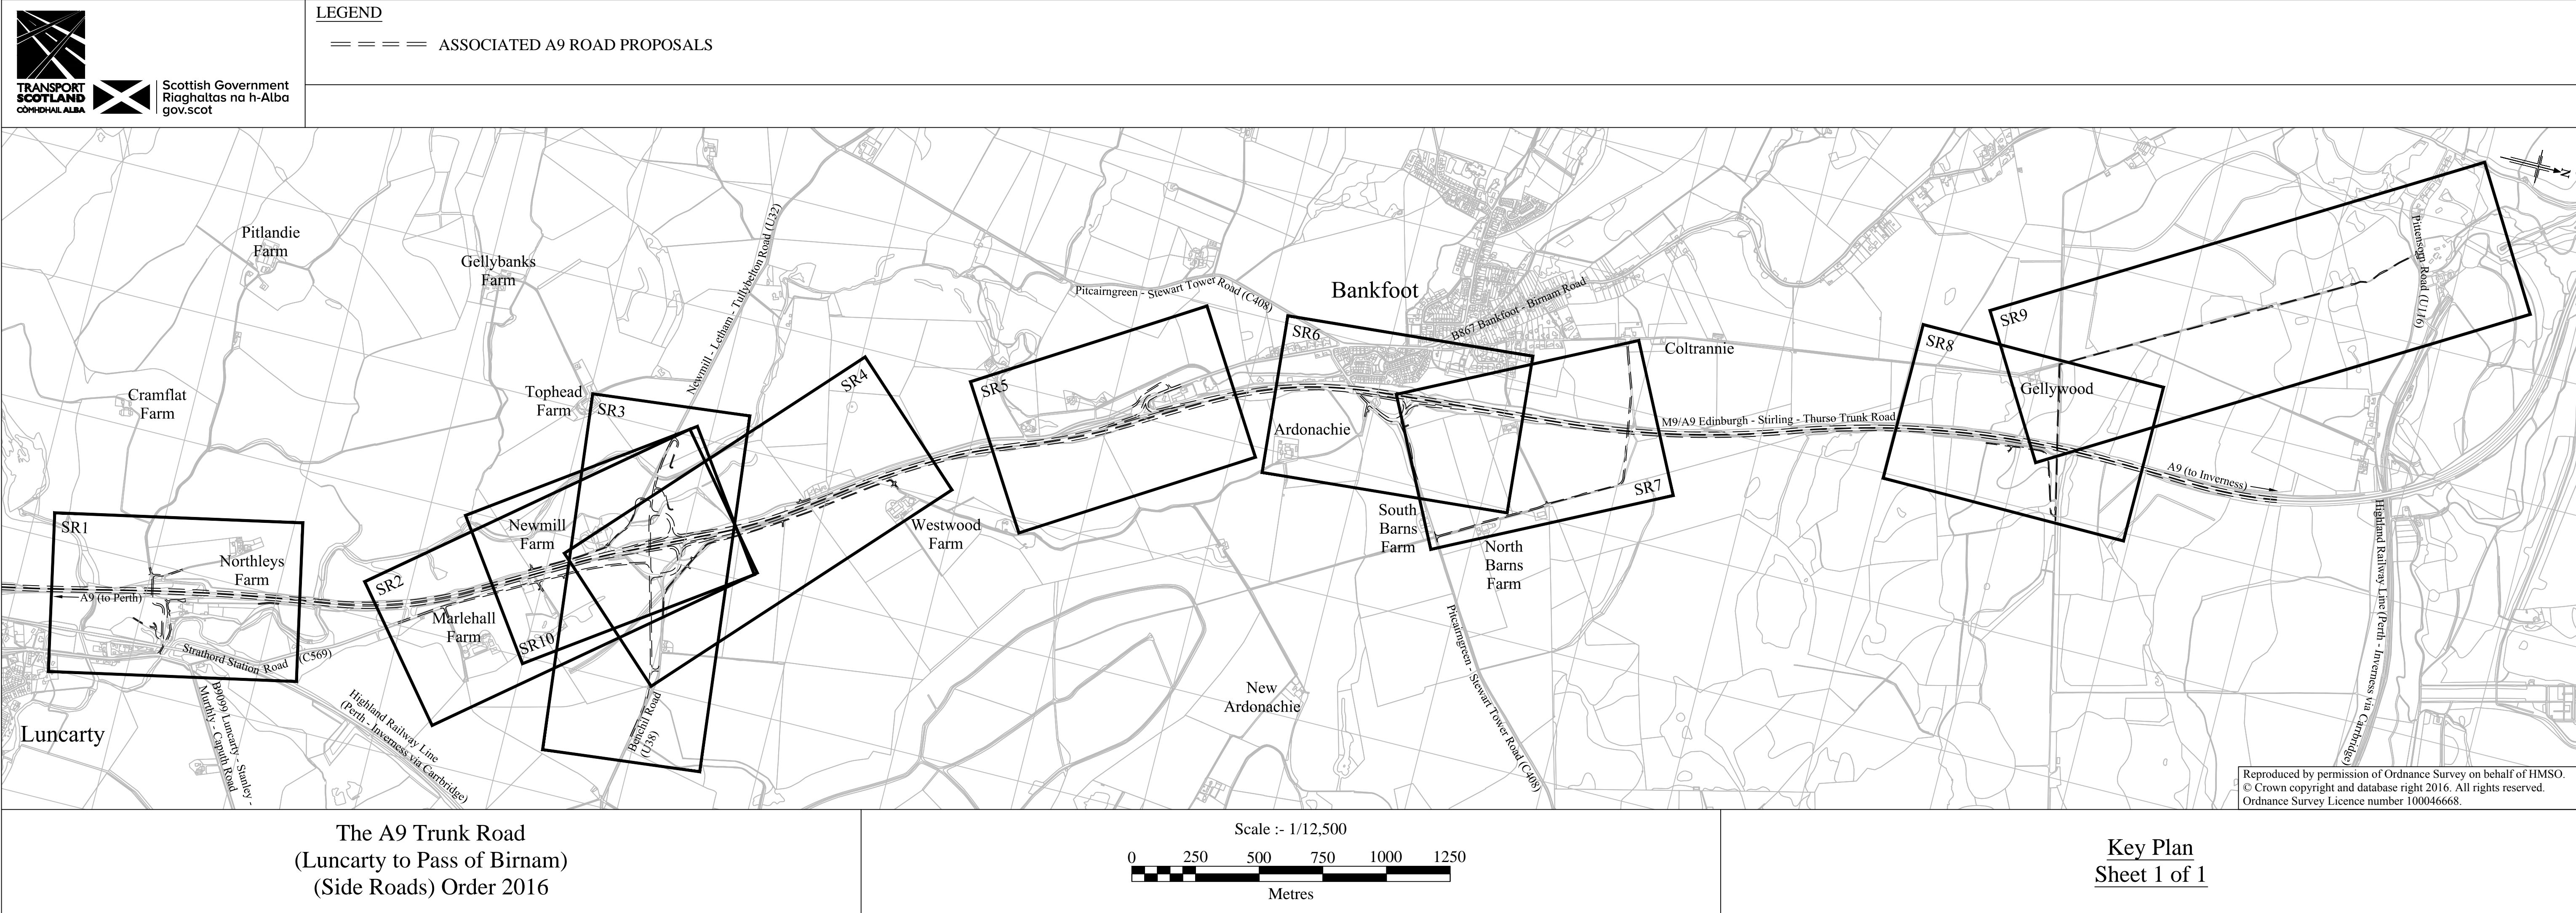 TRANSPORT
SCOTLAND
CÒMHDHAIL ALBA
Scottish Government
Riaghaltas na h-Alba
gov.scot
LEGEND
ASSOCIATED A9 ROAD PROPOSALS
N
Pitlandie
Farm
Gellybanks
Farm
Cramflat
Farm
Tophead
Farm
Newmill - Letham - Tullybelton Road (U32)
Pitcairngreen - Stewart Tower Road (C408)
Bankfoot
B867 Bankfoot - Birnam Road
Coltrannie
Pittensorn Road (U116)
SR1
SR2
SR3
SR4
SR5
SR6
SR7
SR8
SR9
SR10
Gellywood
M9/A9 Edinburgh - Stirling - Thurso Trunk Road
A9 (to Inverness)
Ardonachie
Newmill
Farm
Northleys
Farm
A9 (to Perth)
Marlehall
Farm
Westwood
Farm
South
Barns
Farm
North
Barns
Farm
Strathord Station Road (C569)
B9099 Luncarty - Stanley -
Murthly - Caputh Road
Highland Railway Line
(Perth - Inverness via Carrbridge)
Luncarty
Benchil Road
(U38)
New
Ardonachie
Pitcairngreen - Stewart Tower Road (C408)
Highland Railway Line (Perth - Inverness via Carrbridge)
Reproduced by permission of Ordnance Survey on behalf of HMSO.
© Crown copyright and database right 2016. All rights reserved.
Ordnance Survey Licence number 100046668.
The A9 Trunk Road
(Luncarty to Pass of Birnam)
(Side Roads) Order 2016
Scale :- 1/12,500
0 250 500 750 1000 1250
Metres
Key Plan
Sheet 1 of 1